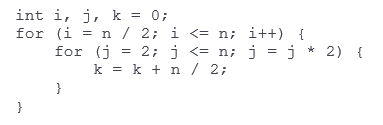 int i, j, k = 0;
for (i = n / 2; i <= n; i++) {
    for (j = 2; j <= n; j = j * 2) {
        k = k + n / 2;
    }
}